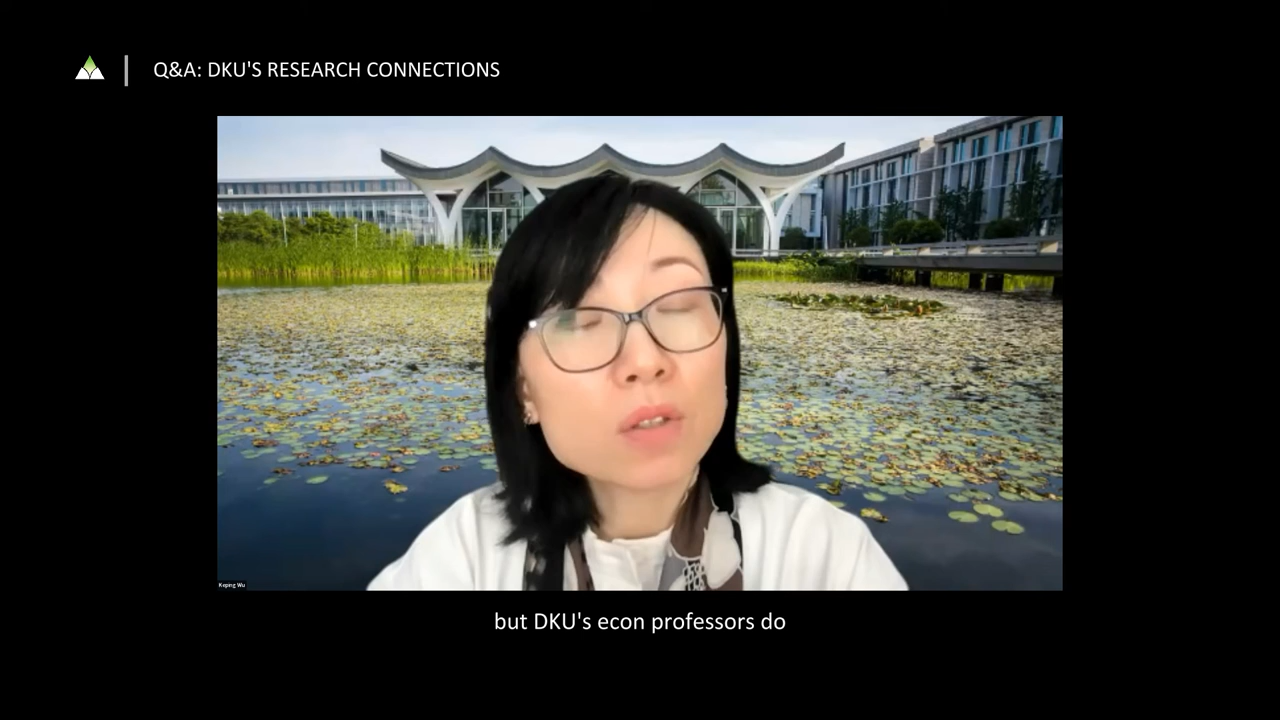 Q&A: DKU'S RESEARCH CONNECTIONS
Keping Wu
but DKU's econ professors do